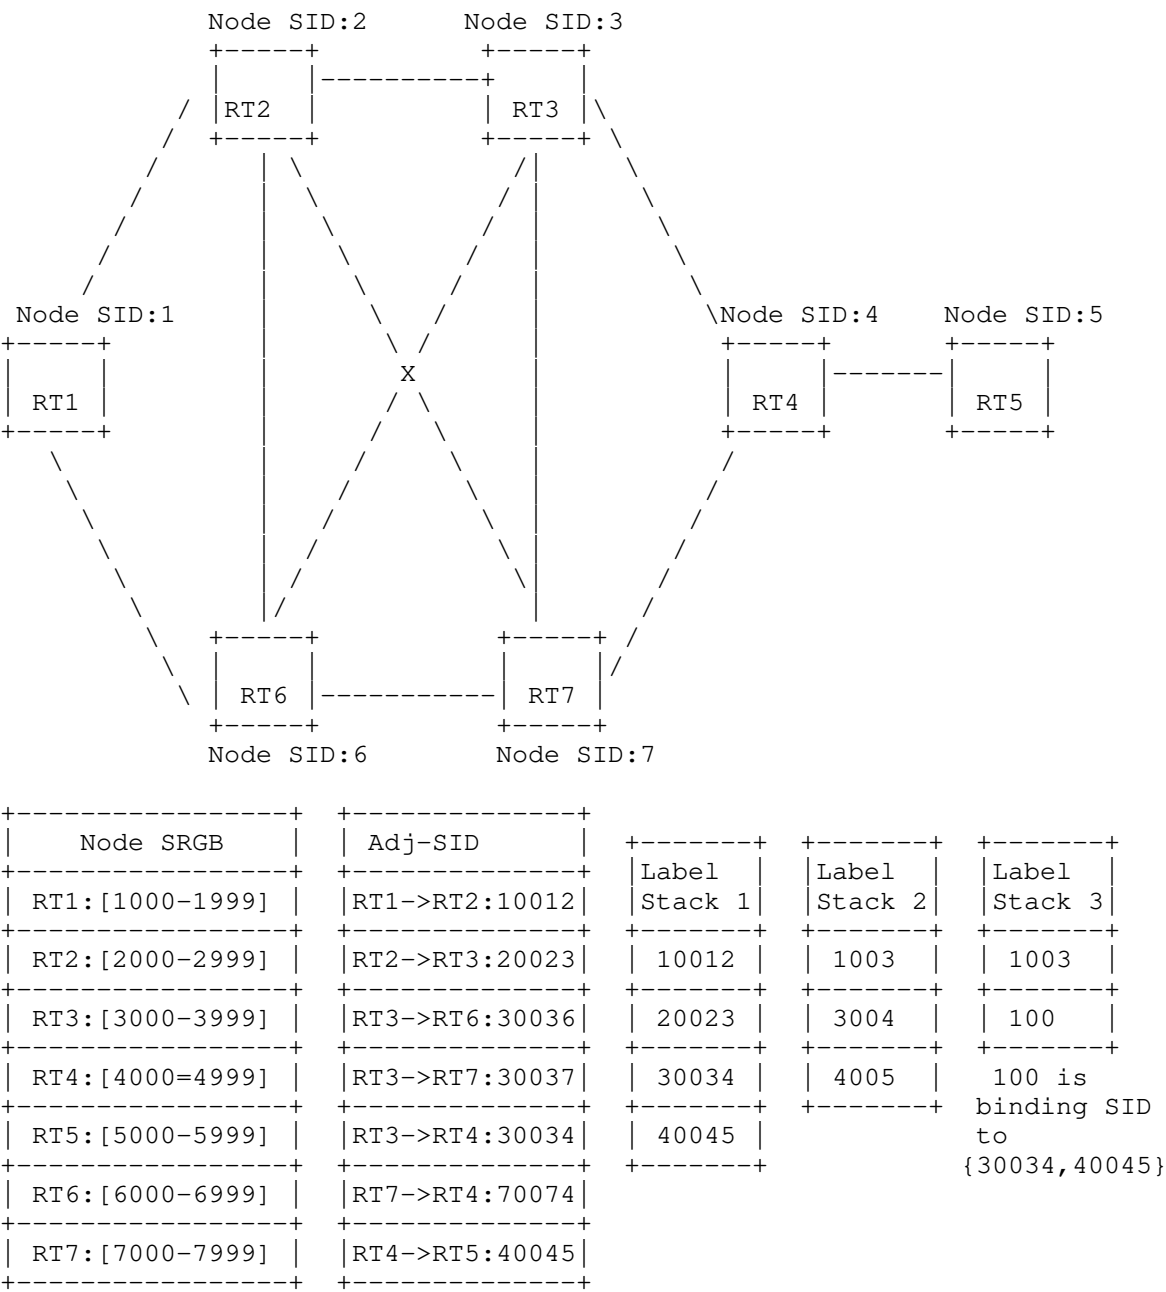 Node SID:2 Node SID:3
RT2 RT3
Node SID:1 Node SID:4 Node SID:5
X
RT1 RT4 RT5
RT6 RT7
Node SID:6 Node SID:7
Node SRGB Adj-SID
Label Label Label
RT1:[1000-1999] RT1->RT2:10012 Stack 1 Stack 2 Stack 3
RT2:[2000-2999] RT2->RT3:20023 10012 1003 1003
RT3:[3000-3999] RT3->RT6:30036 20023 3004 100
RT4:[4000=4999] RT3->RT7:30037 30034 4005 100 is
binding SID
RT5:[5000-5999] RT3->RT4:30034 40045 to
{30034,40045}
RT6:[6000-6999] RT7->RT4:70074
RT7:[7000-7999] RT4->RT5:40045